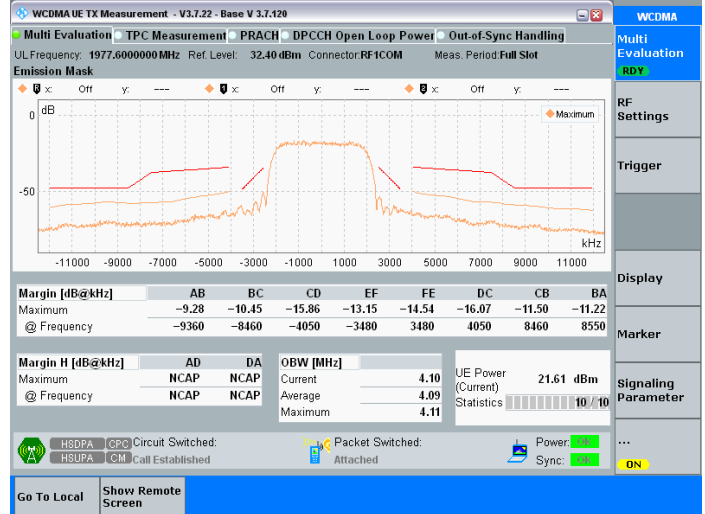 WCDMA UE TX Measurement - V3.7.22 - Base V 3.7.120
WCDMA
Multi Evaluation TPC Measurement PRACH DPCCH Open Loop Power Out-of-Sync Handling
UL Frequency: 1977.6000000 MHz Ref. Level: 32.40 dBm Connector: RF1COM Meas. Period: Full Slot
Emission Mask
R x: Off y: --- 1 x: Off y: --- 2 x: Off y: ---
dB
Maximum
0
-50
kHz
-11000 -9000 -7000 -5000 -3000 -1000 1000 3000 5000 7000 9000 11000
Margin [dB@kHz] AB BC CD EF FE DC CB BA
Maximum -9.28 -10.45 -15.86 -13.15 -14.54 -16.07 -11.50 -11.22
@ Frequency -9360 -8460 -4050 -3480 3480 4050 8460 8550
Margin H [dB@kHz] AD DA
Maximum NCAP NCAP
@ Frequency NCAP NCAP
OBW [MHz]
Current 4.10
Average 4.09
Maximum 4.11
UE Power (Current) 21.61 dBm
Statistics 10 / 10
HSDPA CPC Circuit Switched:
HSUPA CM Call Established
Packet Switched:
Attached
Power: OK
Sync: OK
Multi
Evaluation
RDY
RF
Settings
Trigger
Display
Marker
Signaling
Parameter
...
ON
Go To Local
Show Remote
Screen